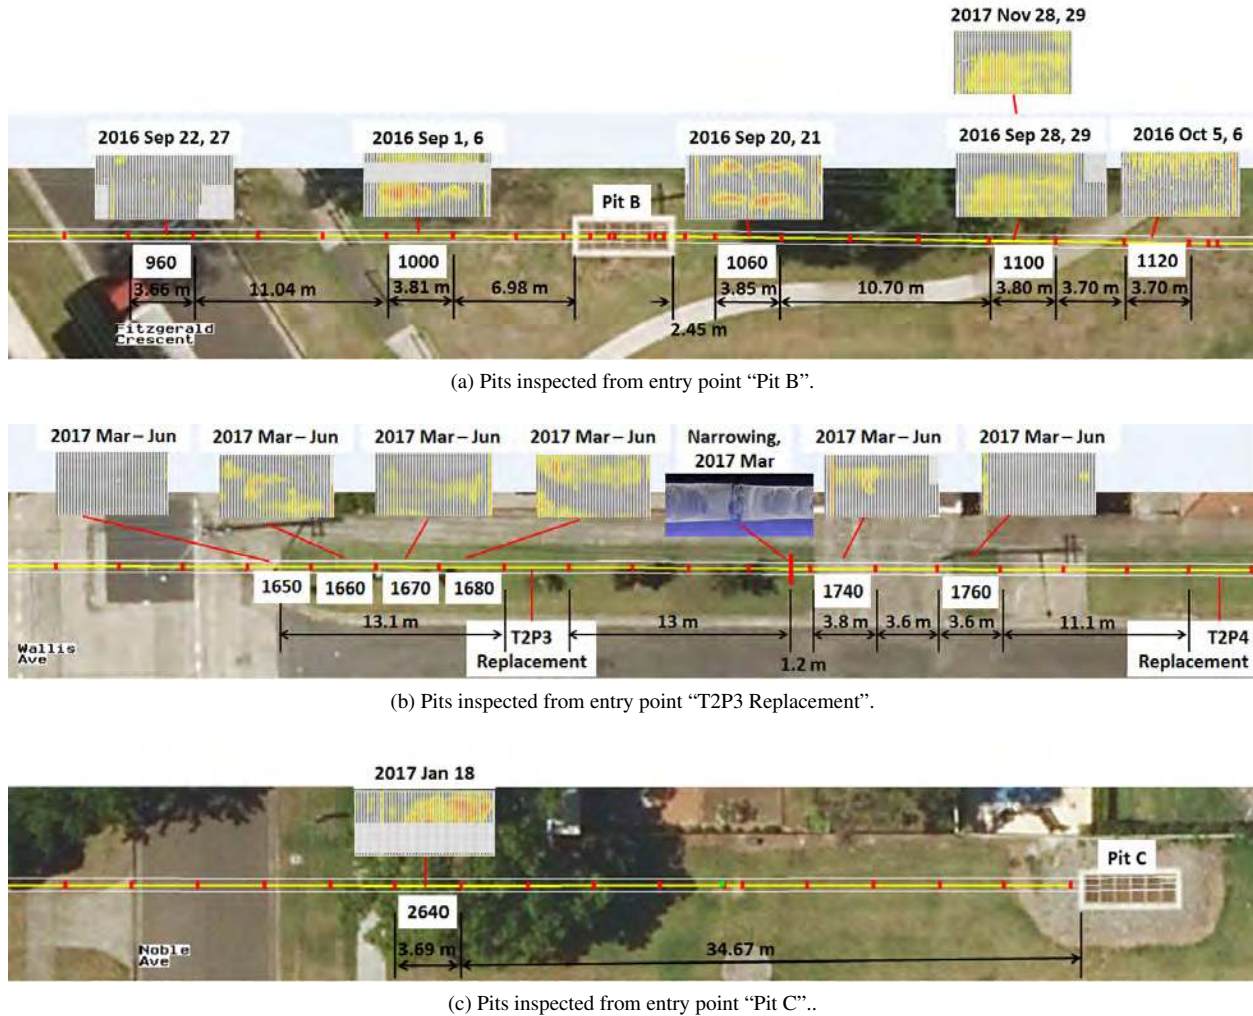 2017 Nov 28, 29
2016 Sep 22, 27
2016 Sep 1, 6
2016 Sep 20, 21
2016 Sep 28, 29
2016 Oct 5, 6
Pit B
960
1000
1060
1100
1120
3.66 m
11.04 m
3.81 m
6.98 m
3.85 m
10.70 m
3.80 m
3.70 m
3.70 m
2.45 m
Fitzgerald
Crescent
(a) Pits inspected from entry point “Pit B”.
2017 Mar – Jun
2017 Mar – Jun
2017 Mar – Jun
2017 Mar – Jun
Narrowing,
2017 Mar
2017 Mar – Jun
2017 Mar – Jun
1650
1660
1670
1680
1740
1760
13.1 m
T2P3
Replacement
13 m
1.2 m
3.8 m
3.6 m
3.6 m
11.1 m
T2P4
Replacement
Wallis
Ave
(b) Pits inspected from entry point “T2P3 Replacement”.
2017 Jan 18
Pit C
2640
3.69 m
34.67 m
Noble
Ave
(c) Pits inspected from entry point “Pit C”..